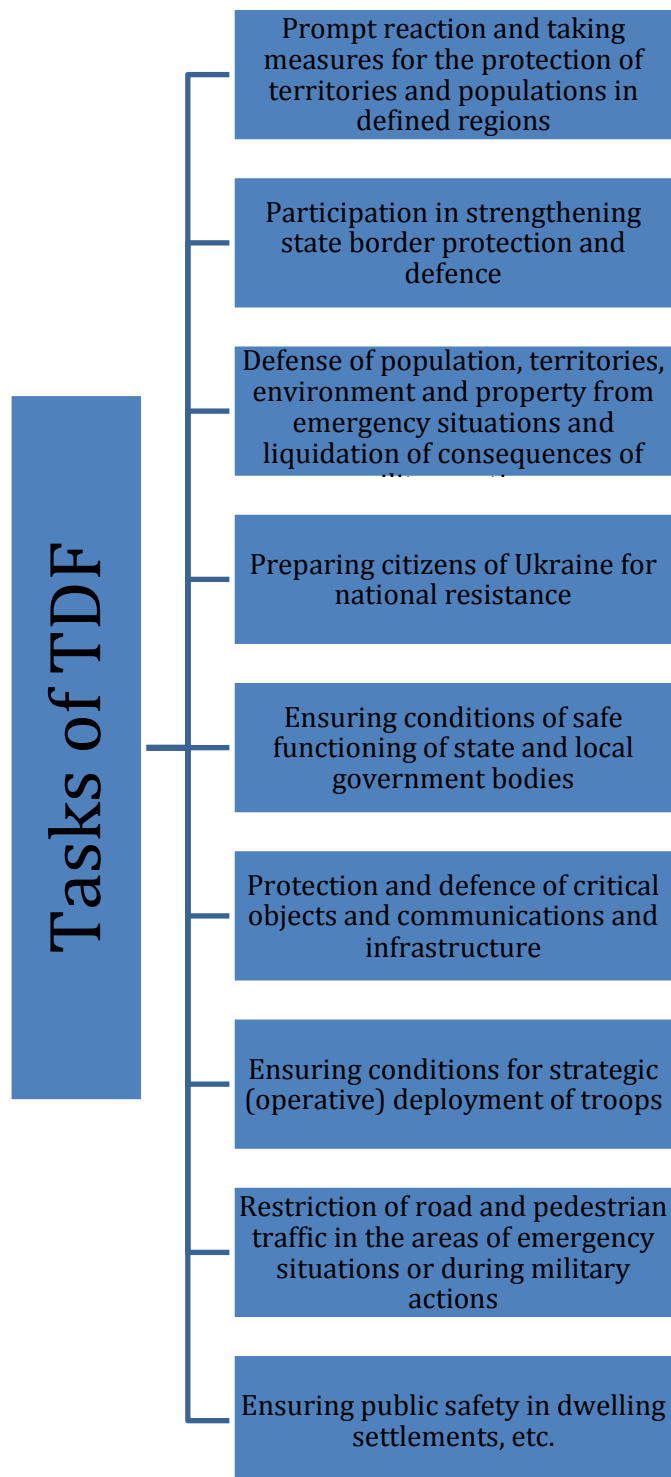 Tasks of TDF
Prompt reaction and taking
measures for the protection of
territories and populations in
defined regions
Participation in strengthening
state border protection and
defence
Defense of population, territories,
environment and property from
emergency situations and
liquidation of consequences of
Preparing citizens of Ukraine for
national resistance
Ensuring conditions of safe
functioning of state and local
government bodies
Protection and defence of critical
objects and communications and
infrastructure
Ensuring conditions for strategic
(operative) deployment of troops
Restriction of road and pedestrian
traffic in the areas of emergency
situations or during military
actions
Ensuring public safety in dwelling
settlements, etc.